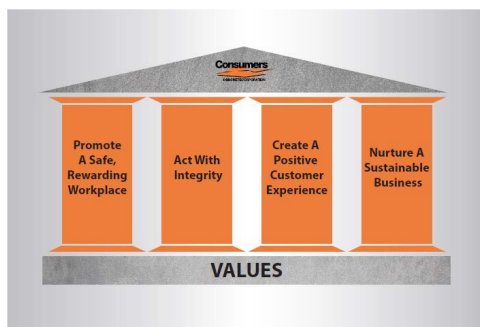 Consumers
Promote
A Safe,
Rewarding
Workplace
Act With
Integrity
Create A
Positive
Customer
Experience
Nurture A
Sustainable
Business
VALUES